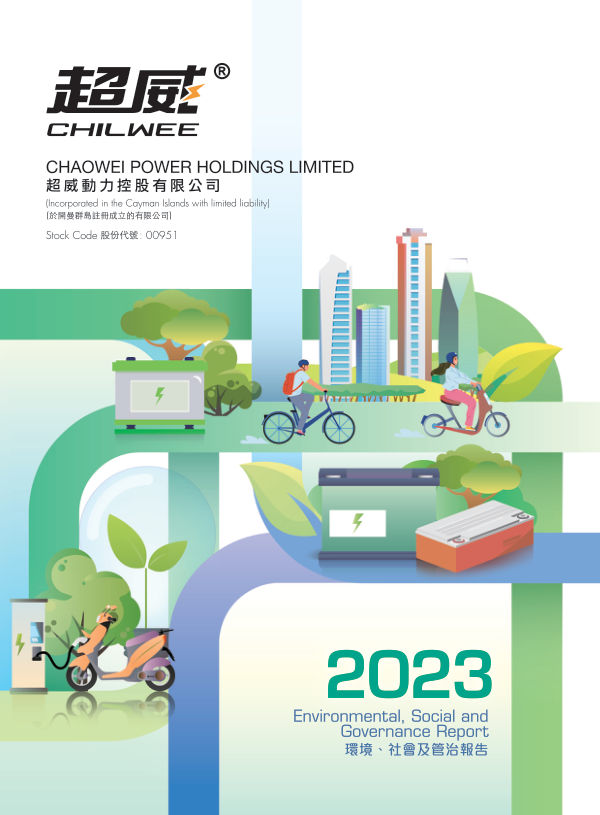 超威®
CHILWEE
CHAOWEI POWER HOLDINGS LIMITED
超威動力控股有限公司
(Incorporated in the Cayman Islands with limited liability)
(於開曼群島註冊成立的有限公司)
Stock Code 股份代號: 00951
2023
Environmental, Social and
Governance Report
環境、社會及管治報告